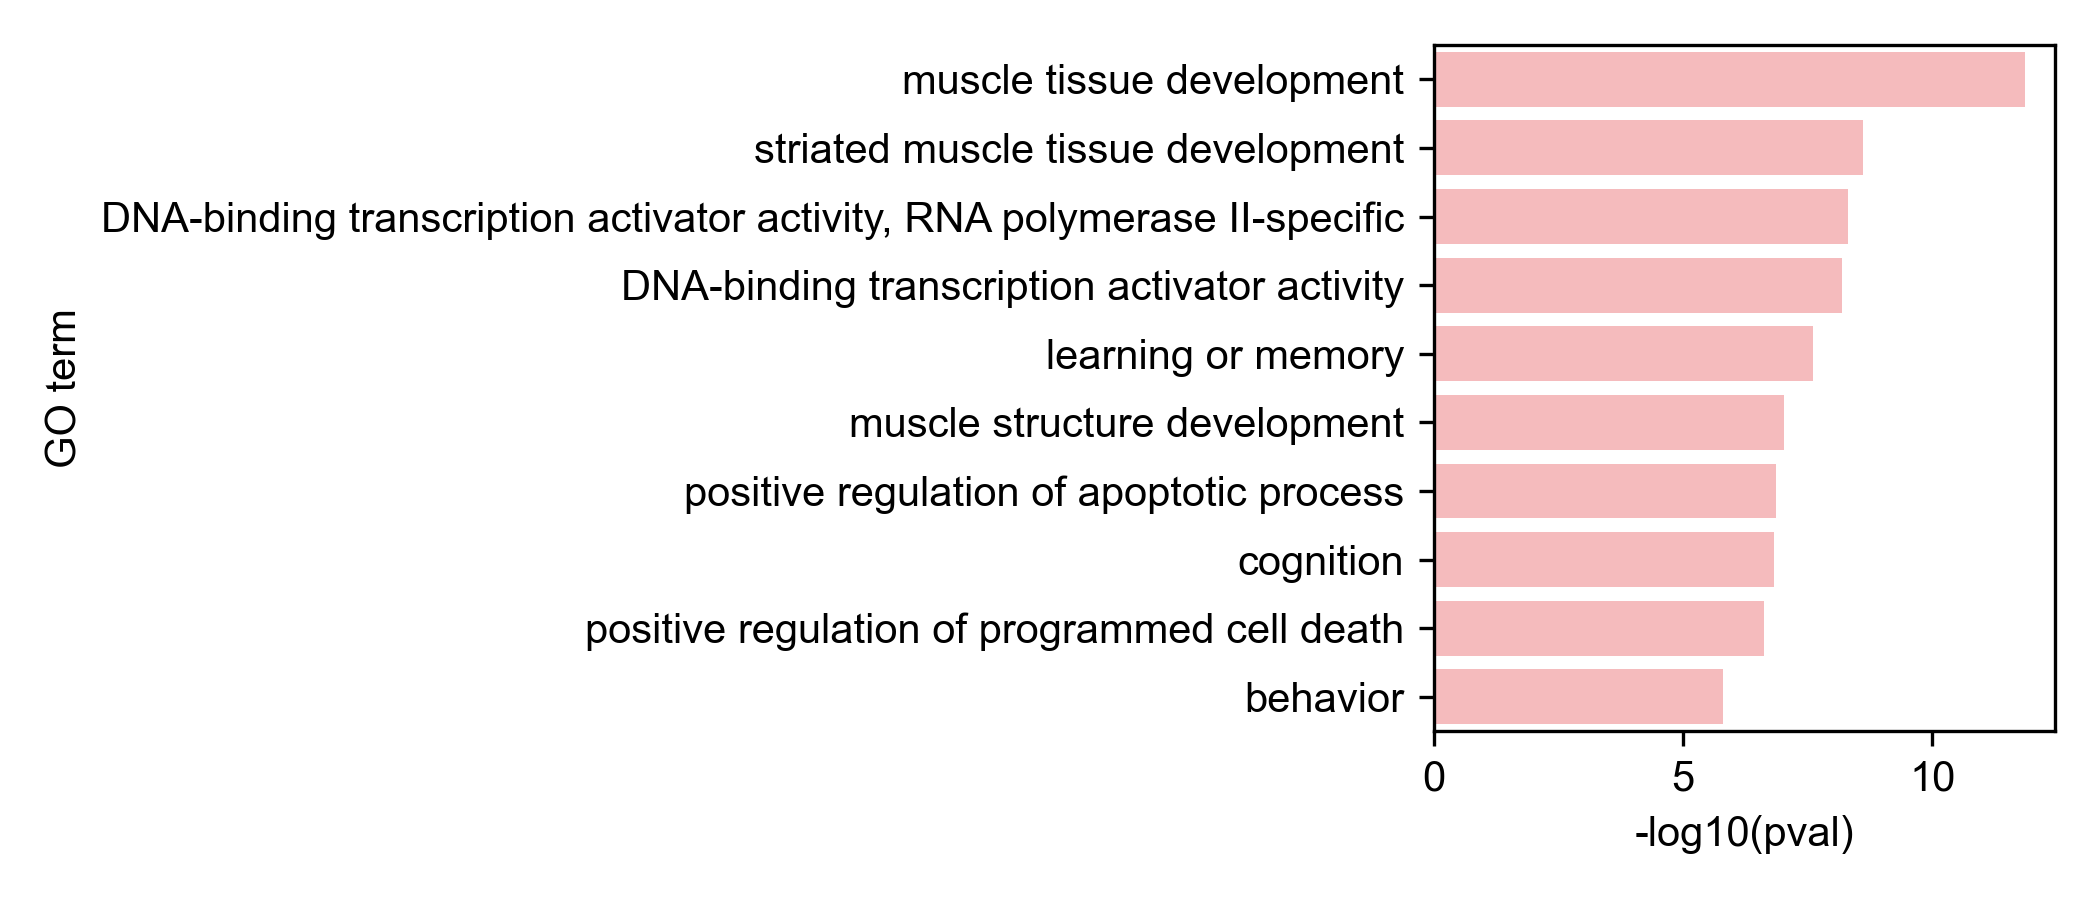 muscle tissue development
striated muscle tissue development
DNA-binding transcription activator activity, RNA polymerase II-specific
DNA-binding transcription activator activity
learning or memory
muscle structure development
positive regulation of apoptotic process
cognition
positive regulation of programmed cell death
behavior
GO term
0 5 10
-log10(pval)